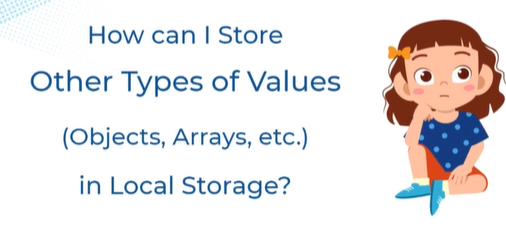 How can I Store
Other Types of Values
(Objects, Arrays, etc.)
in Local Storage?